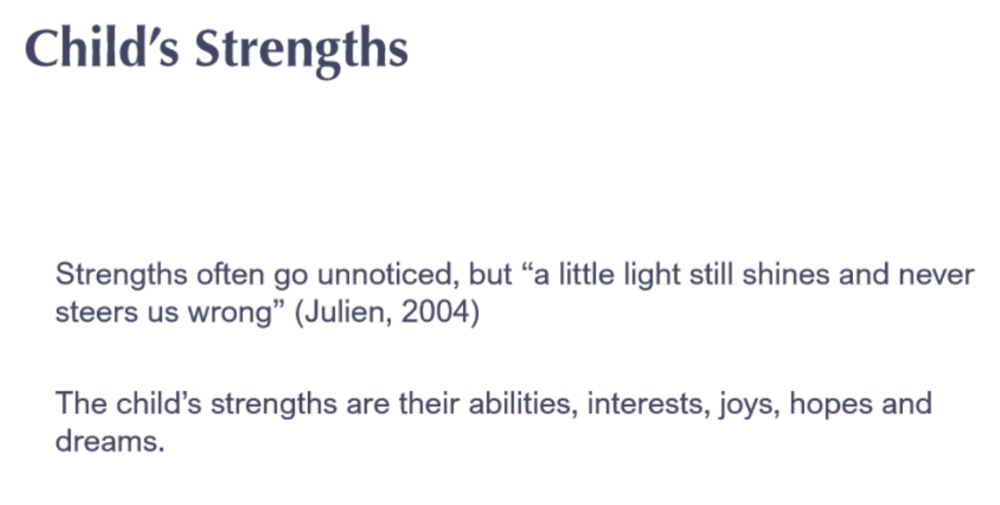 Child’s Strengths
Strengths often go unnoticed, but “a little light still shines and never
steers us wrong” (Julien, 2004)
The child’s strengths are their abilities, interests, joys, hopes and
dreams.